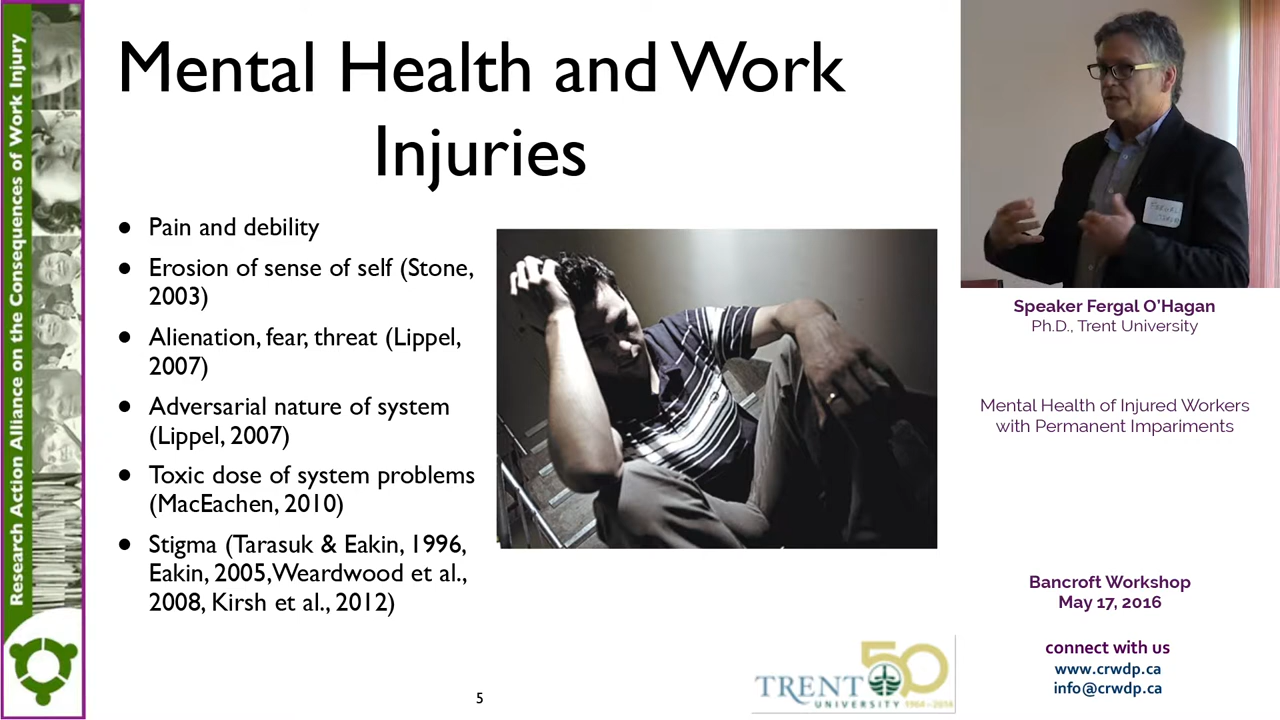 Research Action Alliance on the Consequences of Work Injury
Mental Health and Work
Injuries
● Pain and debility
● Erosion of sense of self (Stone,
2003)
● Alienation, fear, threat (Lippel,
2007)
● Adversarial nature of system
(Lippel, 2007)
● Toxic dose of system problems
(MacEachen, 2010)
● Stigma (Tarasuk & Eakin, 1996,
Eakin, 2005,Weardwood et al.,
2008, Kirsh et al., 2012)
5
TRENT
UNIVERSITY
50
1964–2014
Speaker Fergal O’Hagan
Ph.D., Trent University
Mental Health of Injured Workers
with Permanent Impariments
Bancroft Workshop
May 17, 2016
connect with us
www.crwdp.ca
info@crwdp.ca